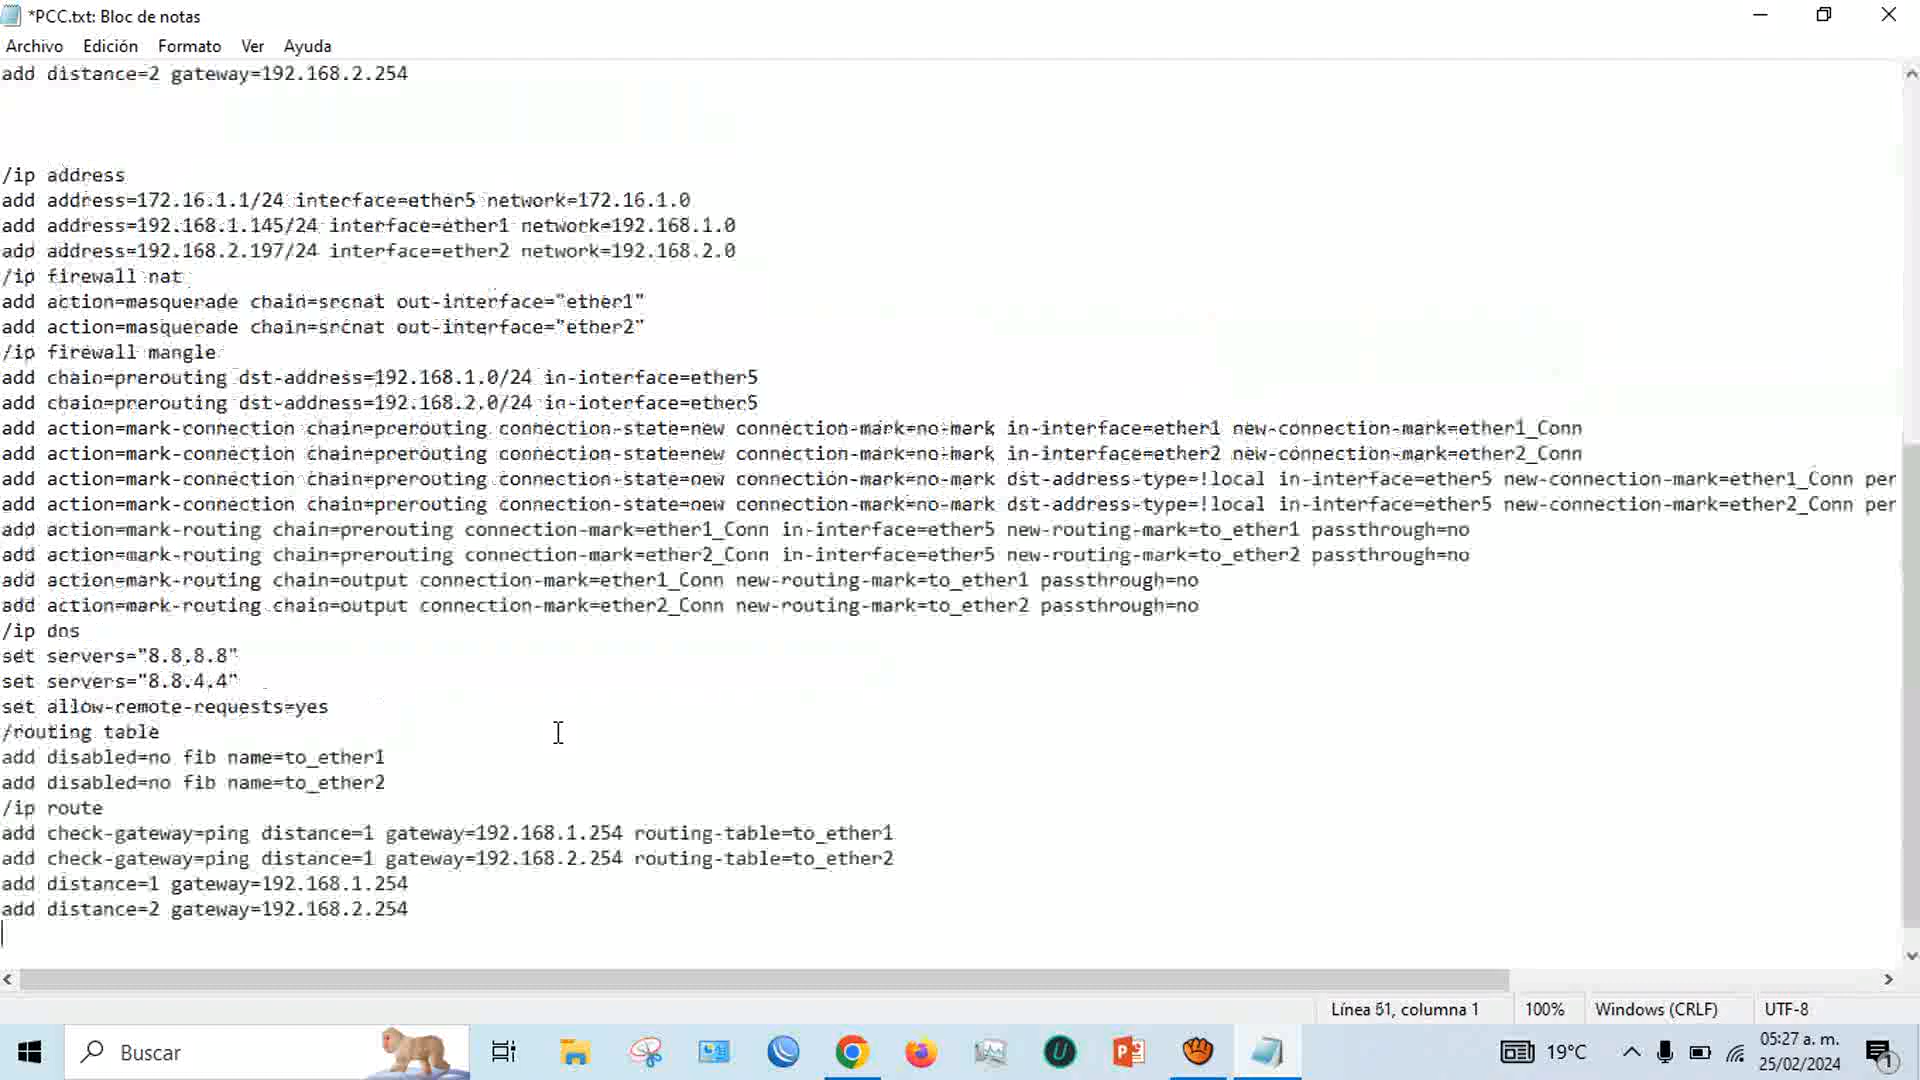 *PCC.txt: Bloc de notas
Archivo Edición Formato Ver Ayuda
add distance=2 gateway=192.168.2.254
/ip address
add address=172.16.1.1/24 interface=ether5 network=172.16.1.0
add address=192.168.1.145/24 interface=ether1 network=192.168.1.0
add address=192.168.2.197/24 interface=ether2 network=192.168.2.0
/ip firewall nat
add action=masquerade chain=srcnat out-interface="ether1"
add action=masquerade chain=srcnat out-interface="ether2"
/ip firewall mangle
add chain=prerouting dst-address=192.168.1.0/24 in-interface=ether5
add chain=prerouting dst-address=192.168.2.0/24 in-interface=ether5
add action=mark-connection chain=prerouting connection-state=new connection-mark=no-mark in-interface=ether1 new-connection-mark=ether1_Conn
add action=mark-connection chain=prerouting connection-state=new connection-mark=no-mark in-interface=ether2 new-connection-mark=ether2_Conn
add action=mark-connection chain=prerouting connection-state=new connection-mark=no-mark dst-address-type=!local in-interface=ether5 new-connection-mark=ether1_Conn per
add action=mark-connection chain=prerouting connection-state=new connection-mark=no-mark dst-address-type=!local in-interface=ether5 new-connection-mark=ether2_Conn per
add action=mark-routing chain=prerouting connection-mark=ether1_Conn in-interface=ether5 new-routing-mark=to_ether1 passthrough=no
add action=mark-routing chain=prerouting connection-mark=ether2_Conn in-interface=ether5 new-routing-mark=to_ether2 passthrough=no
add action=mark-routing chain=output connection-mark=ether1_Conn new-routing-mark=to_ether1 passthrough=no
add action=mark-routing chain=output connection-mark=ether2_Conn new-routing-mark=to_ether2 passthrough=no
/ip dns
set servers="8.8.8.8"
set servers="8.8.4.4"
set allow-remote-requests=yes
/routing table
add disabled=no fib name=to_ether1
add disabled=no fib name=to_ether2
/ip route
add check-gateway=ping distance=1 gateway=192.168.1.254 routing-table=to_ether1
add check-gateway=ping distance=1 gateway=192.168.2.254 routing-table=to_ether2
add distance=1 gateway=192.168.1.254
add distance=2 gateway=192.168.2.254
Línea 51, columna 1 100% Windows (CRLF) UTF-8
Buscar
19°C
05:27 a. m.
25/02/2024
1